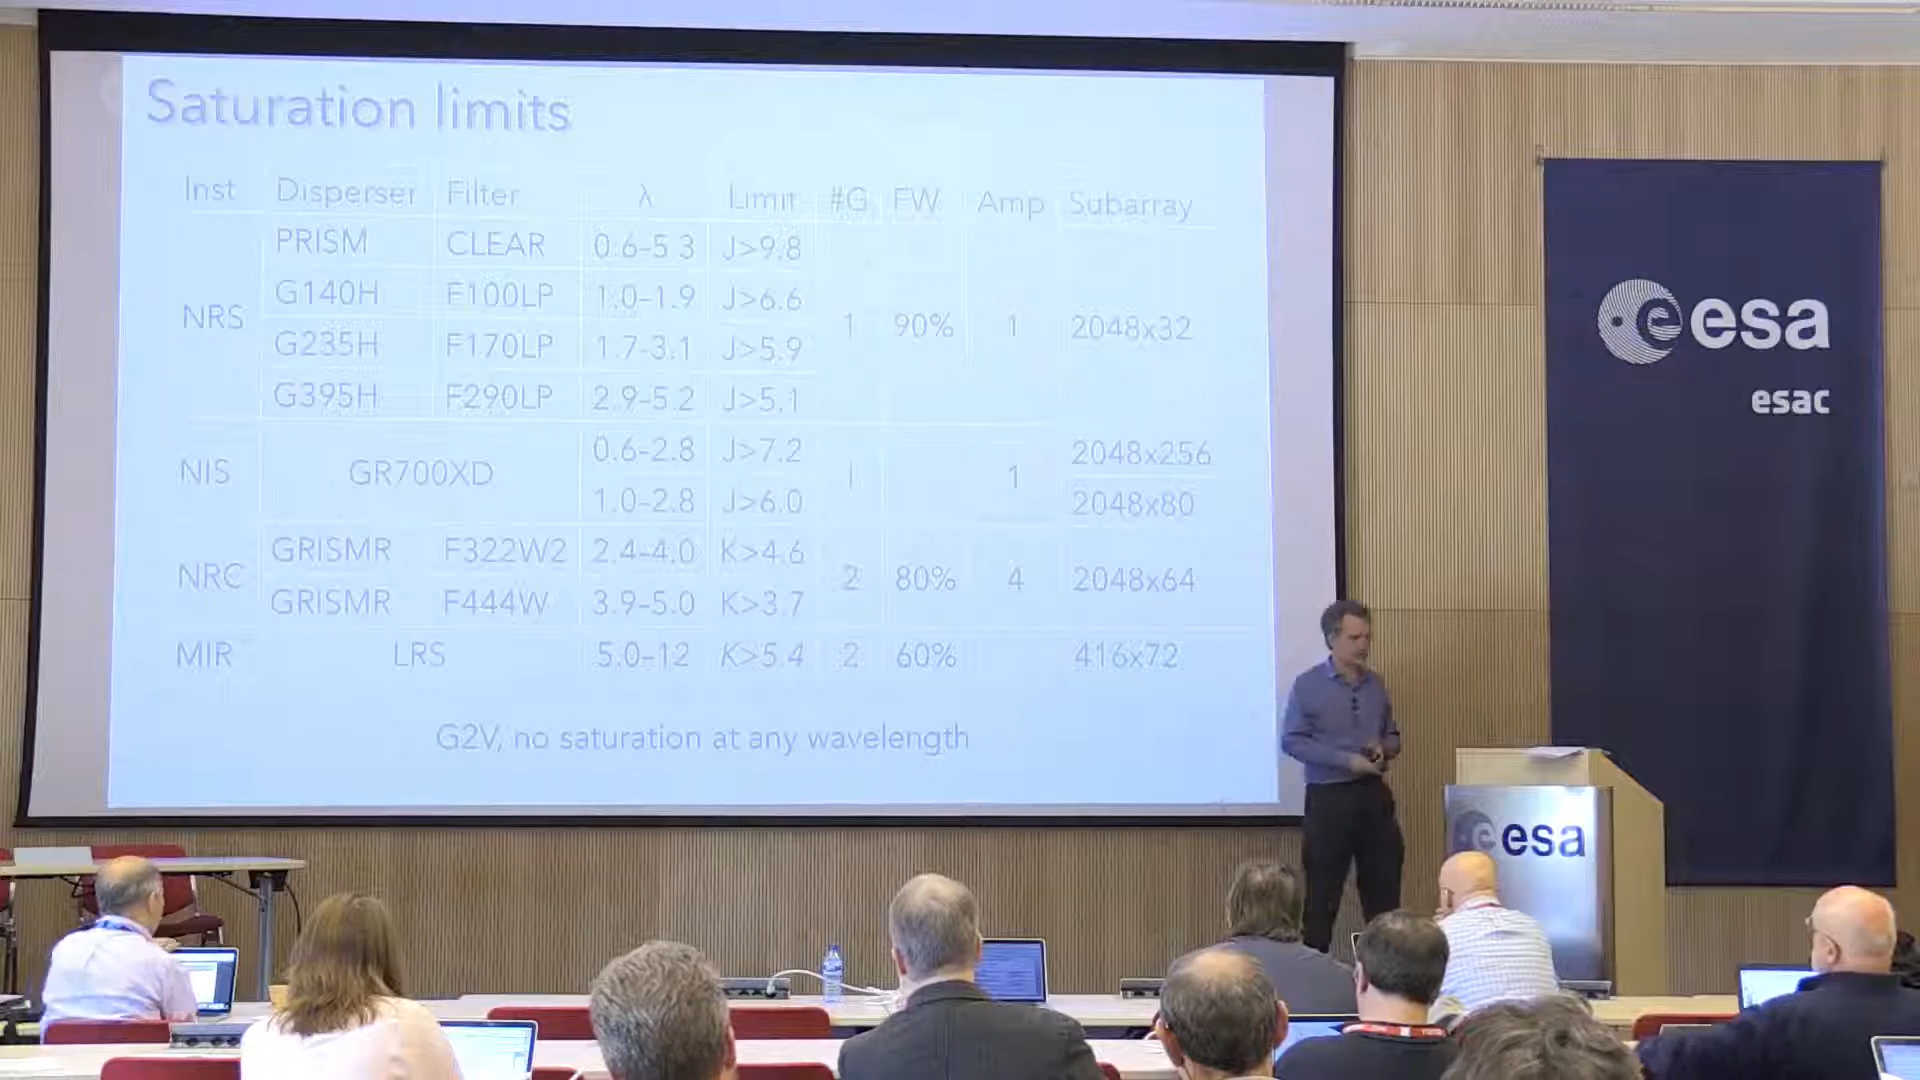 Saturation limits
Inst Disperser Filter λ Limit #G FW Amp Subarray
PRISM CLEAR 0.6–5.3 J>9.8
G140H F100LP 1.0–1.9 J>6.6
NRS 1 90% 1 2048x32
G235H F170LP 1.7–3.1 J>5.9
G395H F290LP 2.9–5.2 J>5.1
0.6–2.8 J>7.2 2048x256
NIS GR700XD 1 1
1.0–2.8 J>6.0 2048x80
GRISMR F322W2 2.4–4.0 K>4.6
NRC 2 80% 4 2048x64
GRISMR F444W 3.9–5.0 K>3.7
MIR LRS 5.0–12 K>5.4 2 60% 416x72
G2V, no saturation at any wavelength
esa
esac
esa